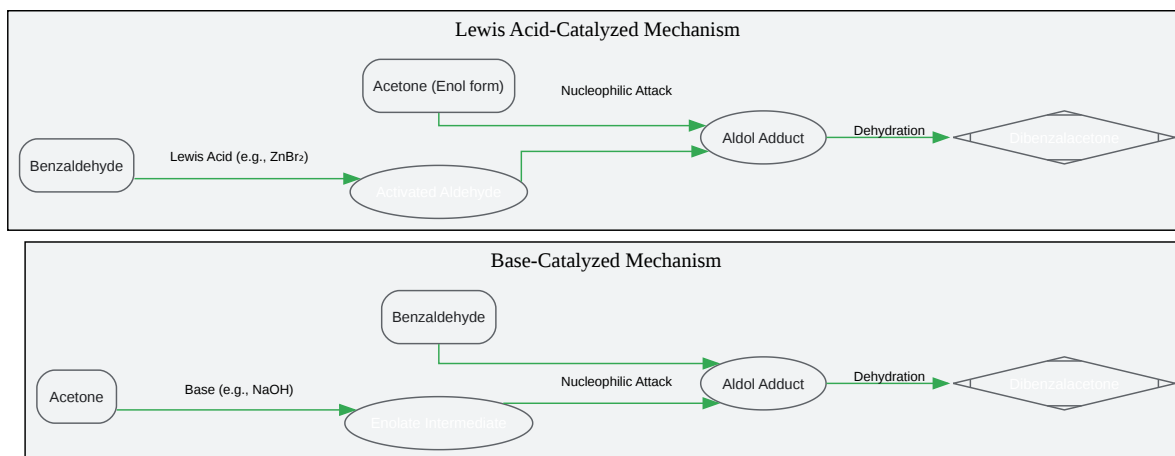 Lewis Acid-Catalyzed Mechanism
Acetone (Enol form)
Nucleophilic Attack
Benzaldehyde
Lewis Acid (e.g., ZnBr₂)
Activated Aldehyde
Aldol Adduct
Dehydration
Dibenzalacetone
Base-Catalyzed Mechanism
Benzaldehyde
Acetone
Base (e.g., NaOH)
Enolate Intermediate
Nucleophilic Attack
Aldol Adduct
Dehydration
Dibenzalacetone